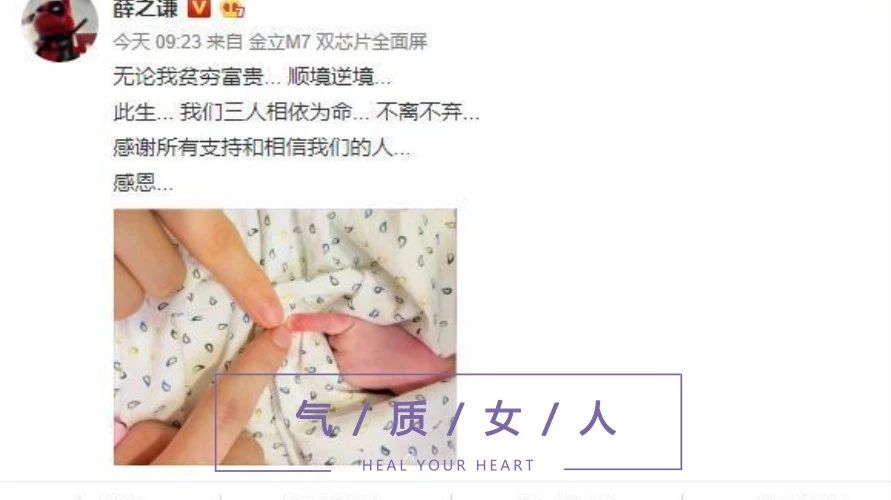 薛之谦
今天 09:23 来自 金立M7 双芯片全面屏
无论我贫穷富贵... 顺境逆境...
此生... 我们三人相依为命... 不离不弃...
感谢所有支持和相信我们的人...
感恩...
气/质/女/人
HEAL YOUR HEART